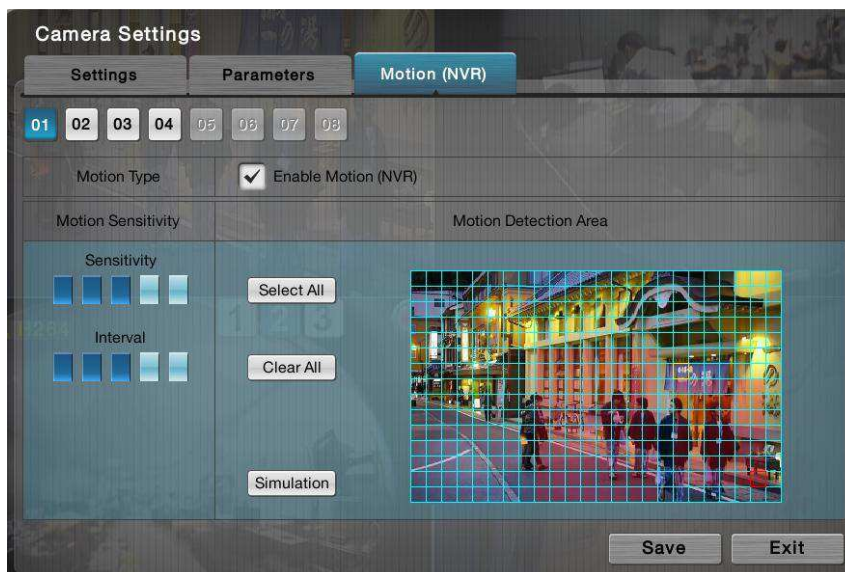 Camera Settings
Settings Parameters Motion (NVR)
01 02 03 04 05 06 07 08
Motion Type Enable Motion (NVR)
Motion Sensitivity Motion Detection Area
Sensitivity
Select All
Interval
Clear All
Simulation
Save Exit